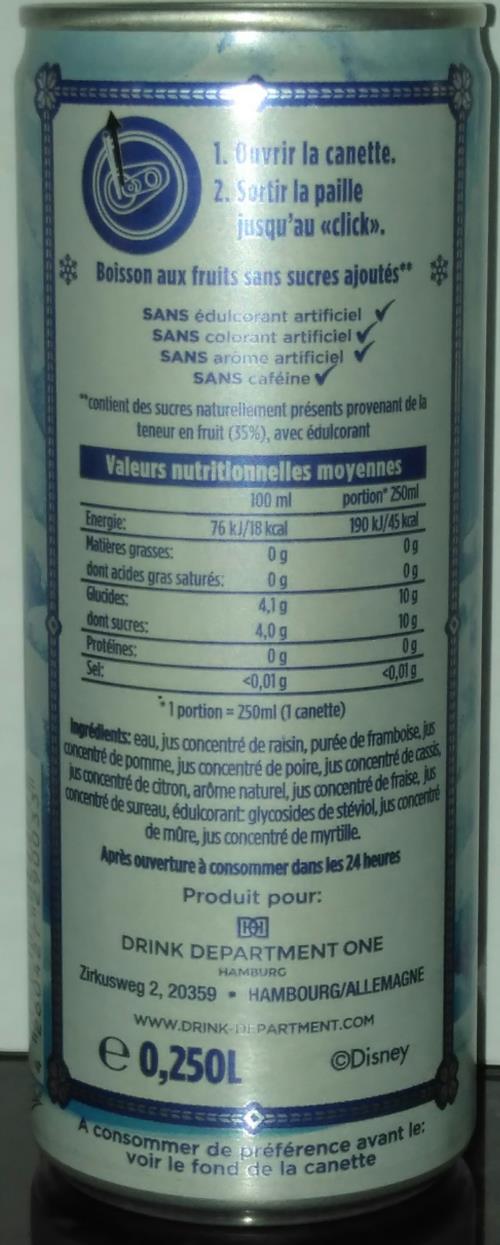 1. Ouvrir la canette.
2. Sortir la paille
jusqu'au «click».
Boisson aux fruits sans sucres ajoutés**
SANS édulcorant artificiel ✓
SANS colorant artificiel ✓
SANS arôme artificiel ✓
SANS caféine ✓
**contient des sucres naturellement présents provenant de la
teneur en fruit (35%), avec édulcorant
Valeurs nutritionnelles moyennes
100 ml portion* 250ml
Energie: 76 kJ/18 kcal 190 kJ/45 kcal
Matières grasses: 0 g 0 g
dont acides gras saturés: 0 g 0 g
Glucides: 4,1 g 10 g
dont sucres: 4,0 g 10 g
Protéines: 0 g 0 g
Sel: <0,01 g <0,01 g
*1 portion = 250ml (1 canette)
Ingrédients: eau, jus concentré de raisin, purée de framboise, jus
concentré de pomme, jus concentré de poire, jus concentré de cassis,
jus concentré de citron, arôme naturel, jus concentré de fraise, jus
concentré de sureau, édulcorant: glycosides de stéviol, jus concentré
de mûre, jus concentré de myrtille.
Après ouverture à consommer dans les 24 heures
Produit pour:
DRINK DEPARTMENT ONE
HAMBURG
Zirkusweg 2, 20359 • HAMBOURG/ALLEMAGNE
WWW.DRINK-DEPARTMENT.COM
e 0,250L ©Disney
A consommer de préférence avant le:
voir le fond de la canette